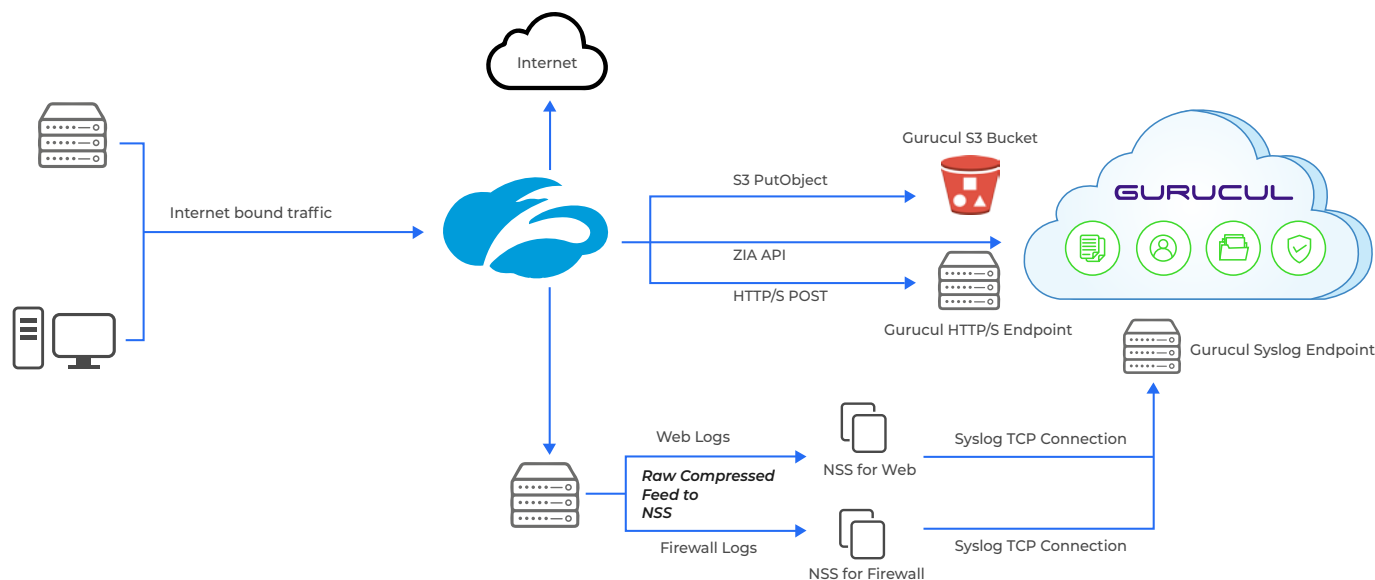 Internet
Gurucul S3 Bucket
S3 PutObject
GURUCUL
Internet bound traffic
ZIA API
HTTP/S POST
Gurucul HTTP/S Endpoint
Gurucul Syslog Endpoint
Web Logs
Syslog TCP Connection
NSS for Web
Raw Compressed
Feed to
NSS
Firewall Logs
Syslog TCP Connection
NSS for Firewall